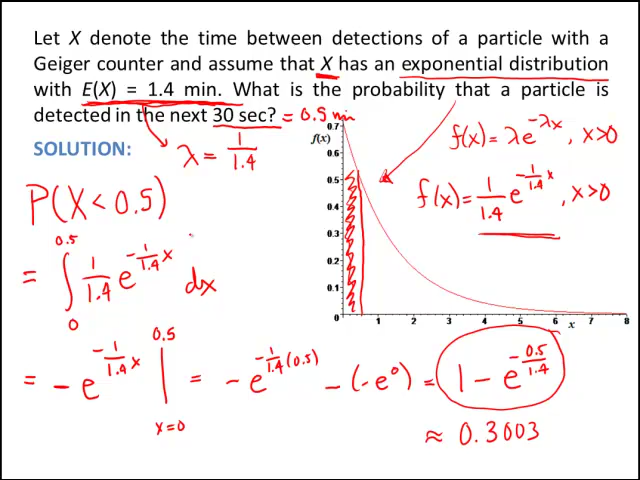 Let X denote the time between detections of a particle with a
Geiger counter and assume that X has an exponential distribution
with E(X) = 1.4 min. What is the probability that a particle is
detected in the next 30 sec? = 0.5 min
SOLUTION:
λ = 1/1.4
f(x) = λe^{-λx}, x>0
f(x) = 1/1.4 e^{-1/1.4 x}, x>0
P(X < 0.5)
= ∫_0^{0.5} 1/1.4 e^{-1/1.4 x} dx
f(x)
0.7
0.6
0.5
0.4
0.3
0.2
0.1
0
1 2 3 4 5 6 7 8
x
= -e^{-1/1.4 x} |_{x=0}^{0.5} = -e^{-1/1.4 (0.5)} - (-e^0) = 1 - e^{-0.5/1.4}
≈ 0.3003